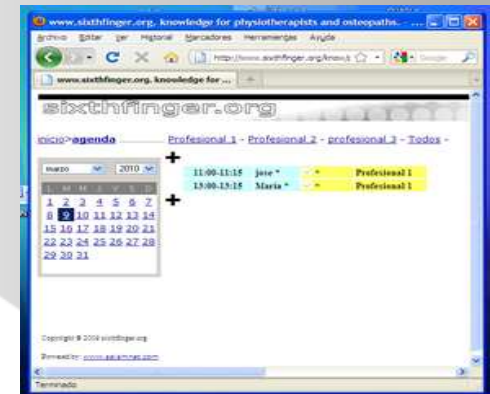 www.sixthfinger.org, knowledge for physiotherapists and osteopaths. - ...
Archivo Editar Ver Historial Marcadores Herramientas Ayuda
www.sixthfinger.org, knowledge for ...
sixthfinger.org
inicio>agenda
Profesional 1 - Profesional 2 - profesional 3 - Todos -
marzo 2010
L M M J V S D
1 2 3 4 5 6 7
8 9 10 11 12 13 14
15 16 17 18 19 20 21
22 23 24 25 26 27 28
29 30 31
11:00-11:15 jose * * Profesional 1
13:00-13:15 Maria * * Profesional 1
Terminado